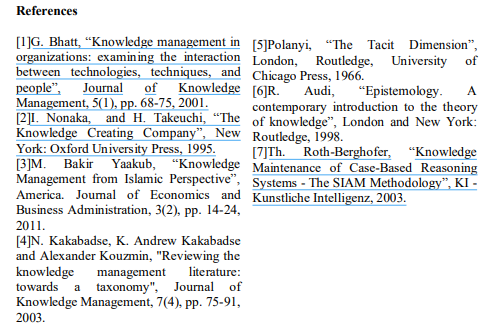 References
[1]G. Bhatt, “Knowledge management in
organizations: examining the interaction
between technologies, techniques, and
people”, Journal of Knowledge
Management, 5(1), pp. 68-75, 2001.
[2]I. Nonaka, and H. Takeuchi, “The
Knowledge Creating Company”, New
York: Oxford University Press, 1995.
[3]M. Bakir Yaakub, “Knowledge
Management from Islamic Perspective”,
America. Journal of Economics and
Business Administration, 3(2), pp. 14-24,
2011.
[4]N. Kakabadse, K. Andrew Kakabadse
and Alexander Kouzmin, "Reviewing the
knowledge management literature:
towards a taxonomy", Journal of
Knowledge Management, 7(4), pp. 75-91,
2003.
[5]Polanyi, “The Tacit Dimension”,
London, Routledge, University of
Chicago Press, 1966.
[6]R. Audi, “Epistemology. A
contemporary introduction to the theory
of knowledge”, London and New York:
Routledge, 1998.
[7]Th. Roth-Berghofer, “Knowledge
Maintenance of Case-Based Reasoning
Systems - The SIAM Methodology”, KI -
Kunstliche Intelligenz, 2003.